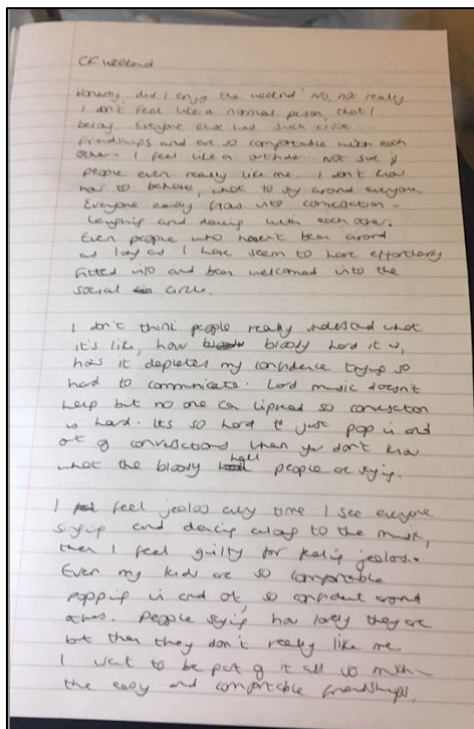 CF weekend
Honestly, did I enjoy the weekend? No, not really
I don't feel like a normal person, that I
belong. Everyone else has such close
friendships and are so comfortable with each
other - I feel like a outsider. Not sure if
people even really like me. I don't know
how to behave, what to say around everyone.
Everyone easily flows into conversation -
laughing and dancing with each other.
Even people who haven't been around
as long as I have seem to have effortlessly
fitted into and been welcomed into the
social circle.
I don't think people really understand what
it's like, how bloody hard it is,
how it depletes my confidence trying so
hard to communicate. Loud music doesn't
help but no one can lipread so conversation
is hard. Its so hard to just pop in and
out of conversations when you don't know
what the bloody hell people are saying.
I feel jealous every time I see everyone
singing and dancing along to the music,
then I feel guilty for feeling jealous.
Even my kids are so comfortable
popping in and out, so confident around
others. People saying how lovely they are
but then they don't really like me
I want to be part of it all so much -
the easy and comfortable friendships,